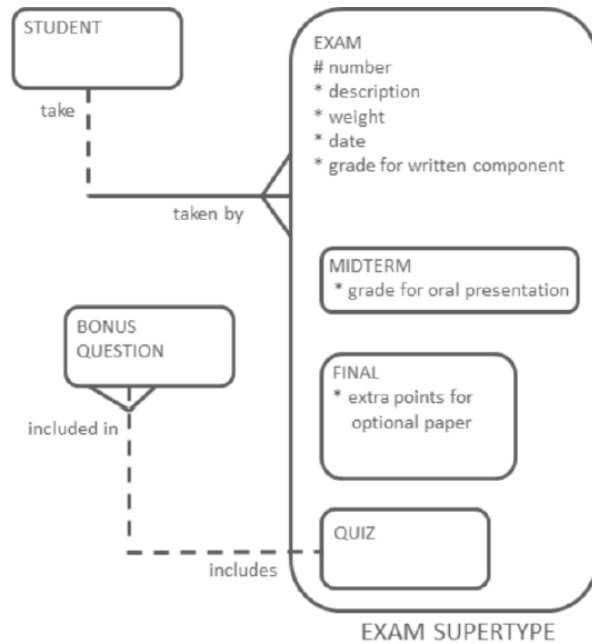 STUDENT
take
taken by
EXAM
# number
* description
* weight
* date
* grade for written component
MIDTERM
* grade for oral presentation
BONUS
QUESTION
included in
FINAL
* extra points for
optional paper
QUIZ
includes
EXAM SUPERTYPE